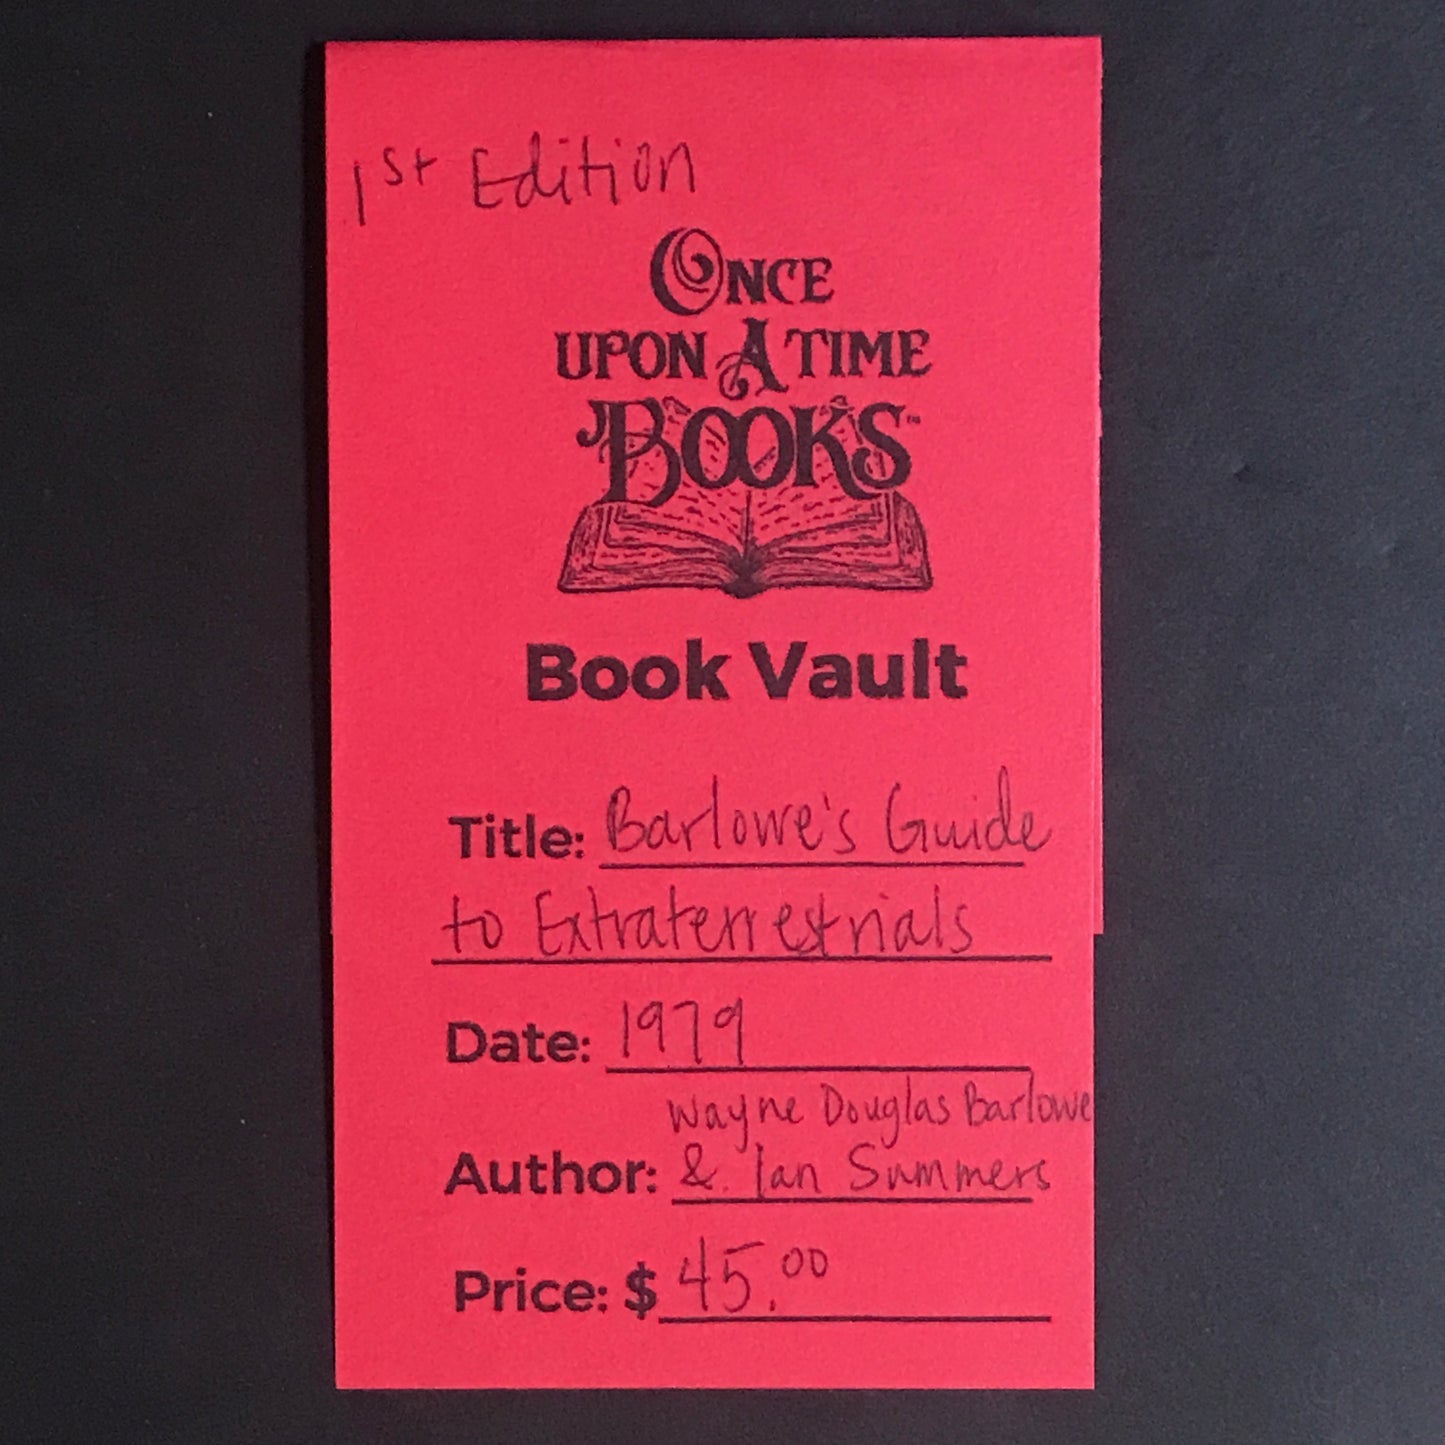 1st Edition
ONCE
UPON A TIME
BOOKS™
Book Vault
Title: Barlowe's Guide
to Extraterrestrials
Date: 1979
Wayne Douglas Barlowe
Author: & Ian Summers
Price: $ 45.00